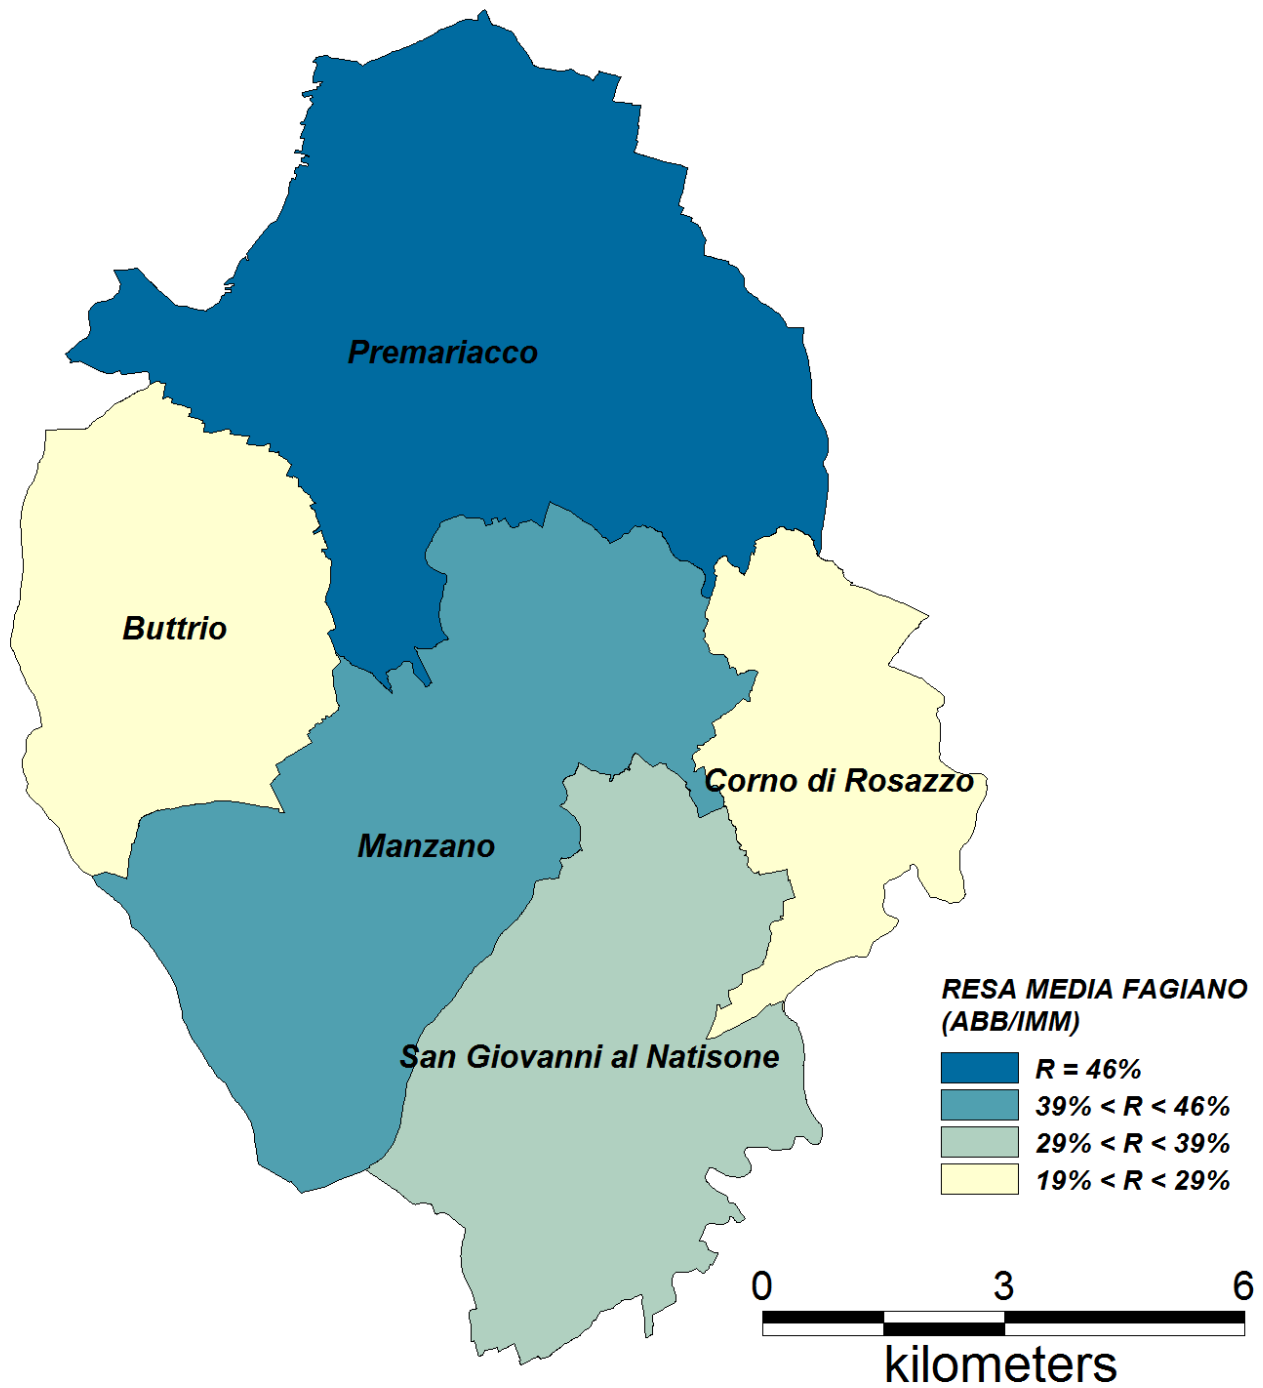 Premariacco
Buttrio
Corno di Rosazzo
Manzano
San Giovanni al Natisone
RESA MEDIA FAGIANO
(ABB/IMM)
R = 46%
39% < R < 46%
29% < R < 39%
19% < R < 29%
0 3 6
kilometers